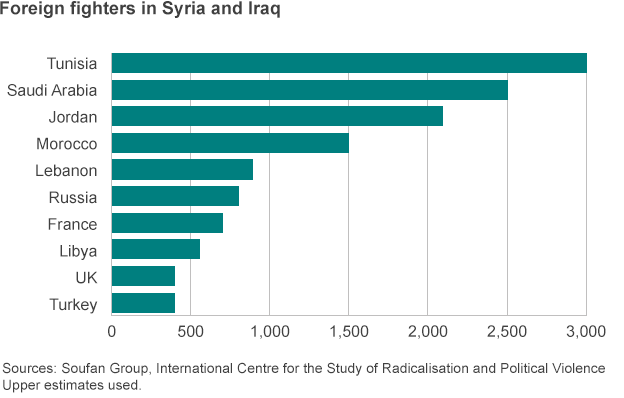 Foreign fighters in Syria and Iraq
Tunisia
Saudi Arabia
Jordan
Morocco
Lebanon
Russia
France
Libya
UK
Turkey
0 500 1,000 1,500 2,000 2,500 3,000
Sources: Soufan Group, International Centre for the Study of Radicalisation and Political Violence
Upper estimates used.